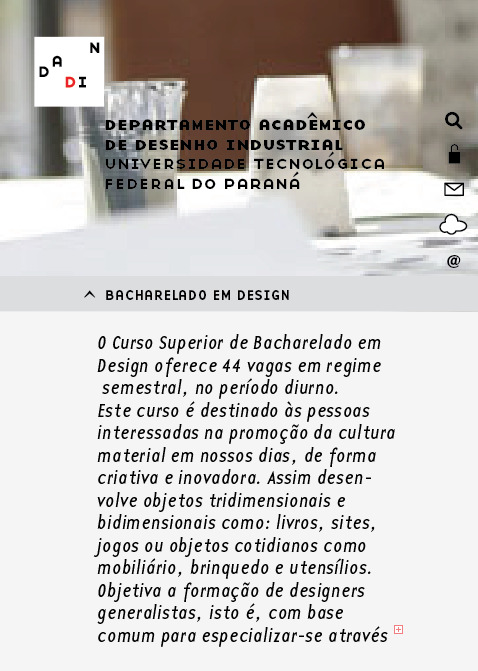 DANDI
DEPARTAMENTO ACADÊMICO
DE DESENHO INDUSTRIAL
UNIVERSIDADE TECNOLÓGICA
FEDERAL DO PARANÁ
@
BACHARELADO EM DESIGN
O Curso Superior de Bacharelado em
Design oferece 44 vagas em regime
semestral, no período diurno.
Este curso é destinado às pessoas
interessadas na promoção da cultura
material em nossos dias, de forma
criativa e inovadora. Assim desen-
volve objetos tridimensionais e
bidimensionais como: livros, sites,
jogos ou objetos cotidianos como
mobiliário, brinquedo e utensílios.
Objetiva a formação de designers
generalistas, isto é, com base
comum para especializar-se através